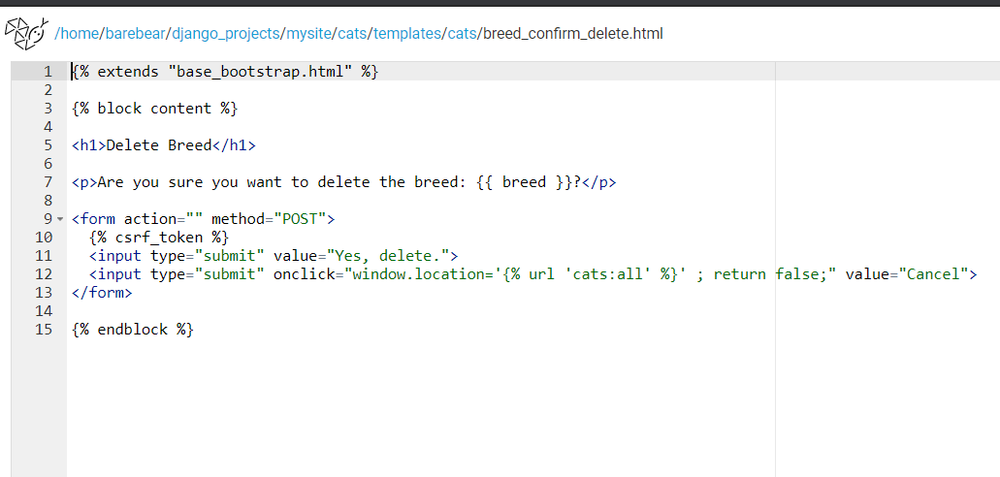 /home/barebear/django_projects/mysite/cats/templates/cats/breed_confirm_delete.html
1 {% extends "base_bootstrap.html" %}
2
3 {% block content %}
4
5 <h1>Delete Breed</h1>
6
7 <p>Are you sure you want to delete the breed: {{ breed }}?</p>
8
9 <form action="" method="POST">
10   {% csrf_token %}
11   <input type="submit" value="Yes, delete.">
12   <input type="submit" onclick="window.location='{% url 'cats:all' %}' ; return false;" value="Cancel">
13 </form>
14
15 {% endblock %}